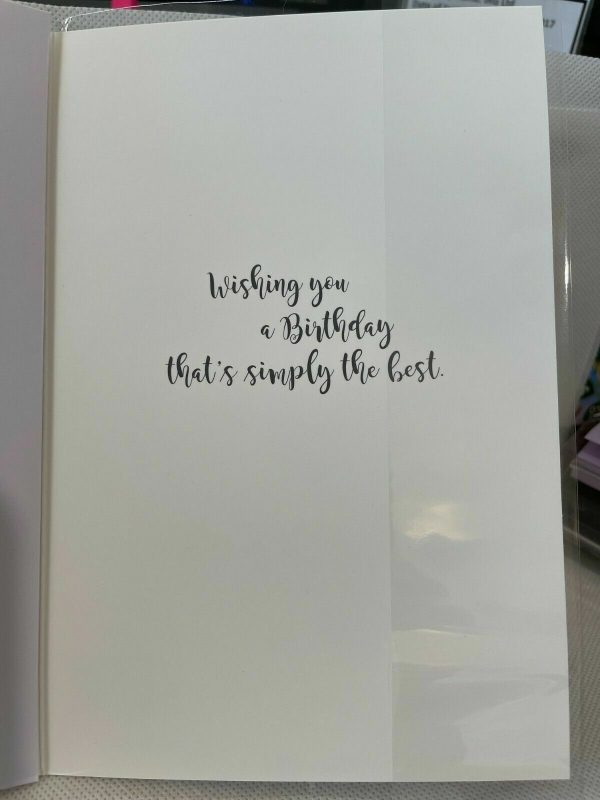 Wishing you
a Birthday
that's simply the best.